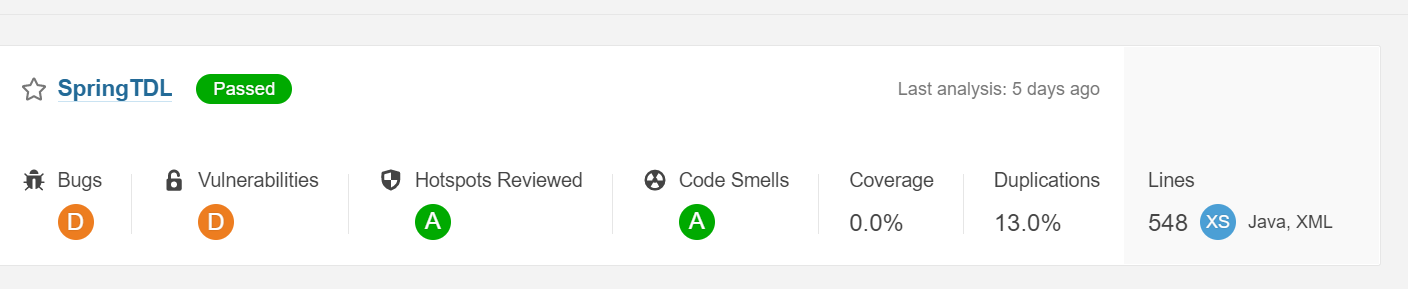 SpringTDL Passed Last analysis: 5 days ago
Bugs Vulnerabilities Hotspots Reviewed Code Smells Coverage Duplications Lines
D D A A 0.0% 13.0% 548 XS Java, XML